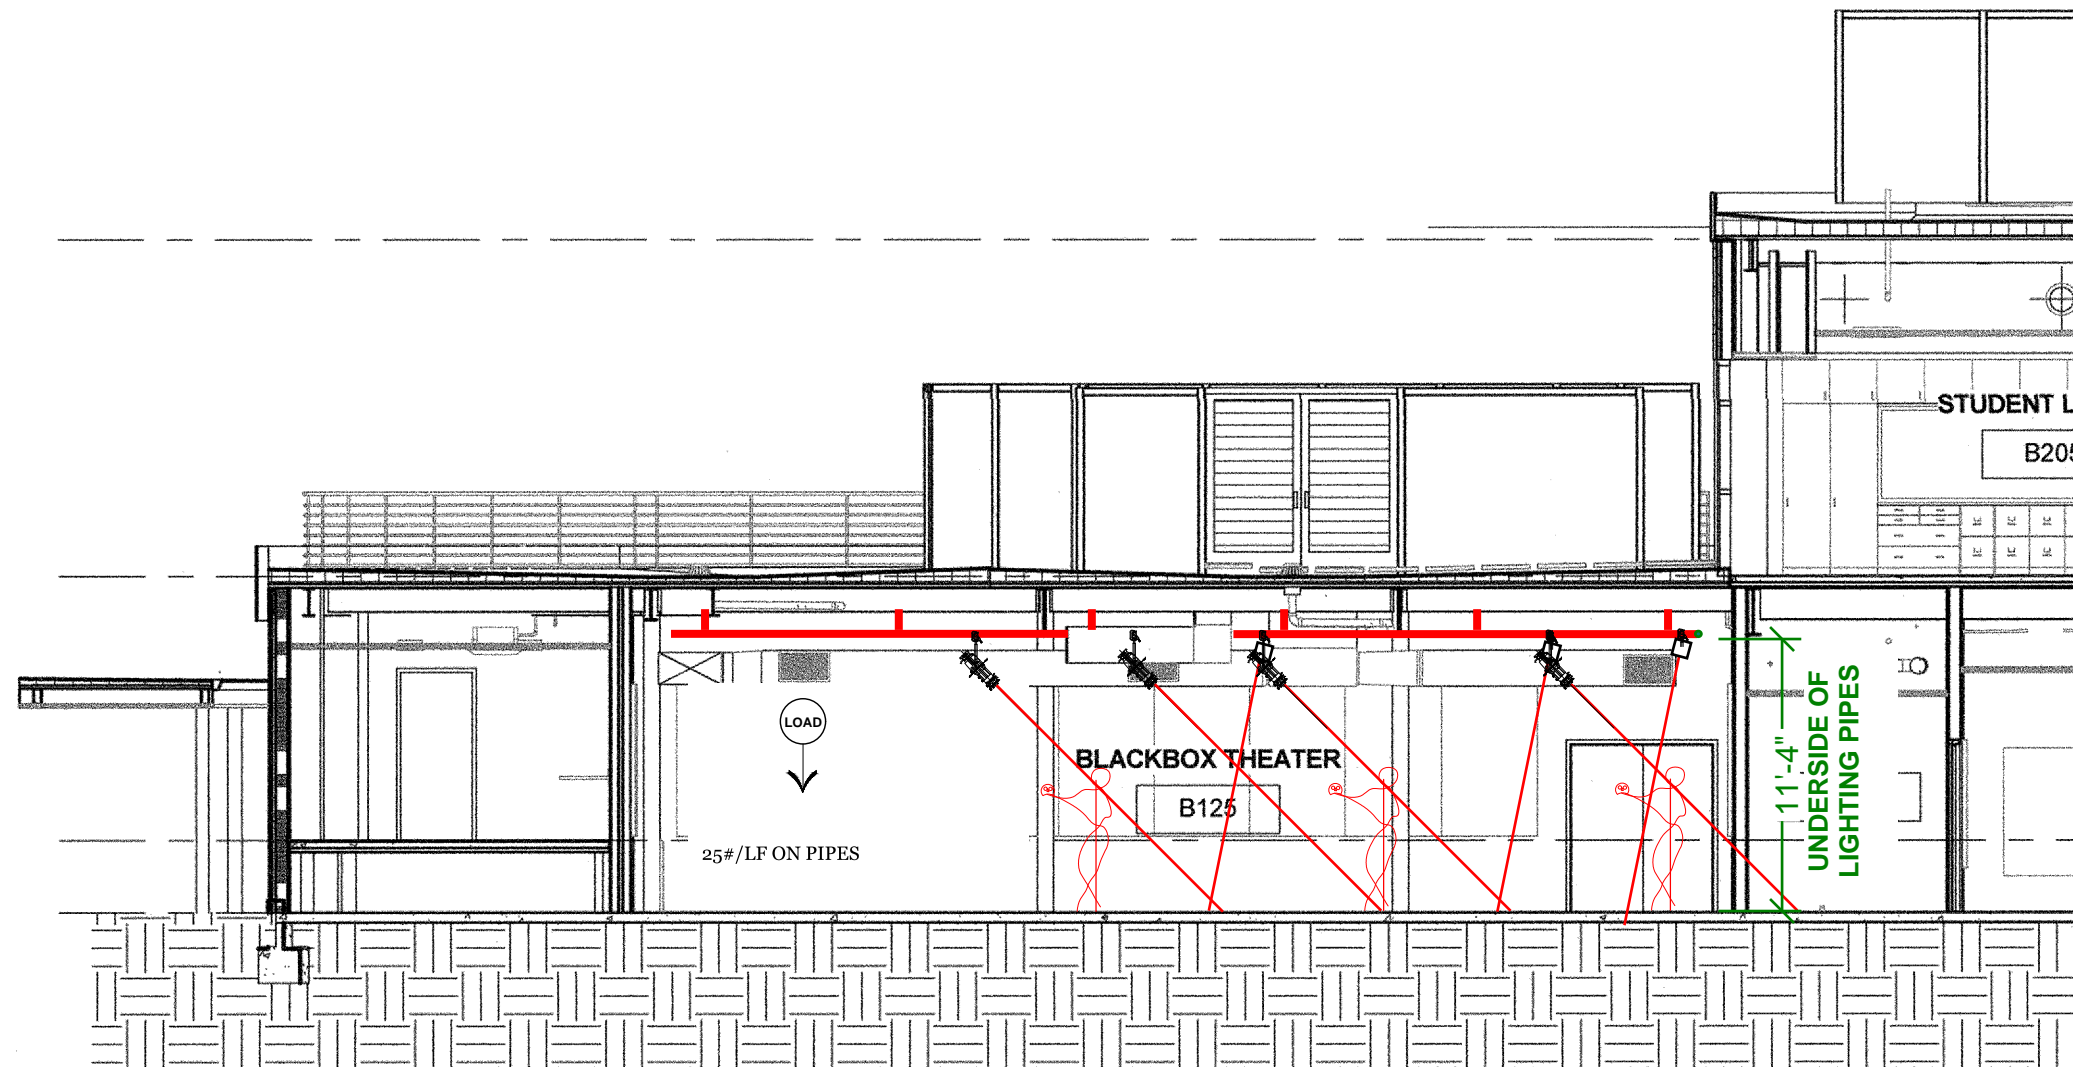 STUDENT L
B205
LOAD
BLACKBOX THEATER
B125
25#/LF ON PIPES
11'-4"
UNDERSIDE OF
LIGHTING PIPES